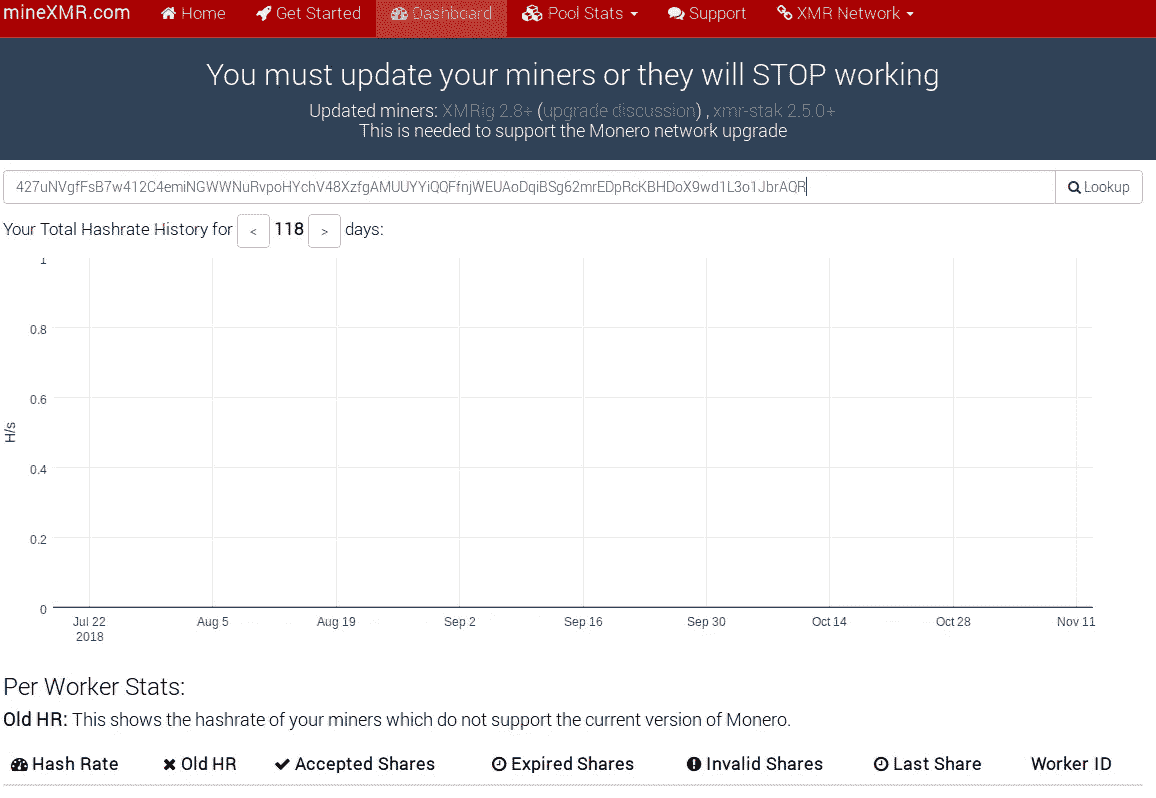 mineXMR.com Home Get Started Dashboard Pool Stats Support XMR Network
You must update your miners or they will STOP working
Updated miners: XMRig 2.8+ (upgrade discussion) , xmr-stak 2.5.0+
This is needed to support the Monero network upgrade
427uNVgfFsB7w412C4emiNGWWNuRvpoHYchV48XzfgAMUUYYiQQFfnjWEUAoDqiBSg62mrEDpRcKBHDoX9wd1L3o1JbrAQR Lookup
Your Total Hashrate History for < 118 > days:
1
0.8
0.6
0.4
0.2
0
H/s
Jul 22 Aug 5 Aug 19 Sep 2 Sep 16 Sep 30 Oct 14 Oct 28 Nov 11
2018
Per Worker Stats:
Old HR: This shows the hashrate of your miners which do not support the current version of Monero.
Hash Rate Old HR Accepted Shares Expired Shares Invalid Shares Last Share Worker ID